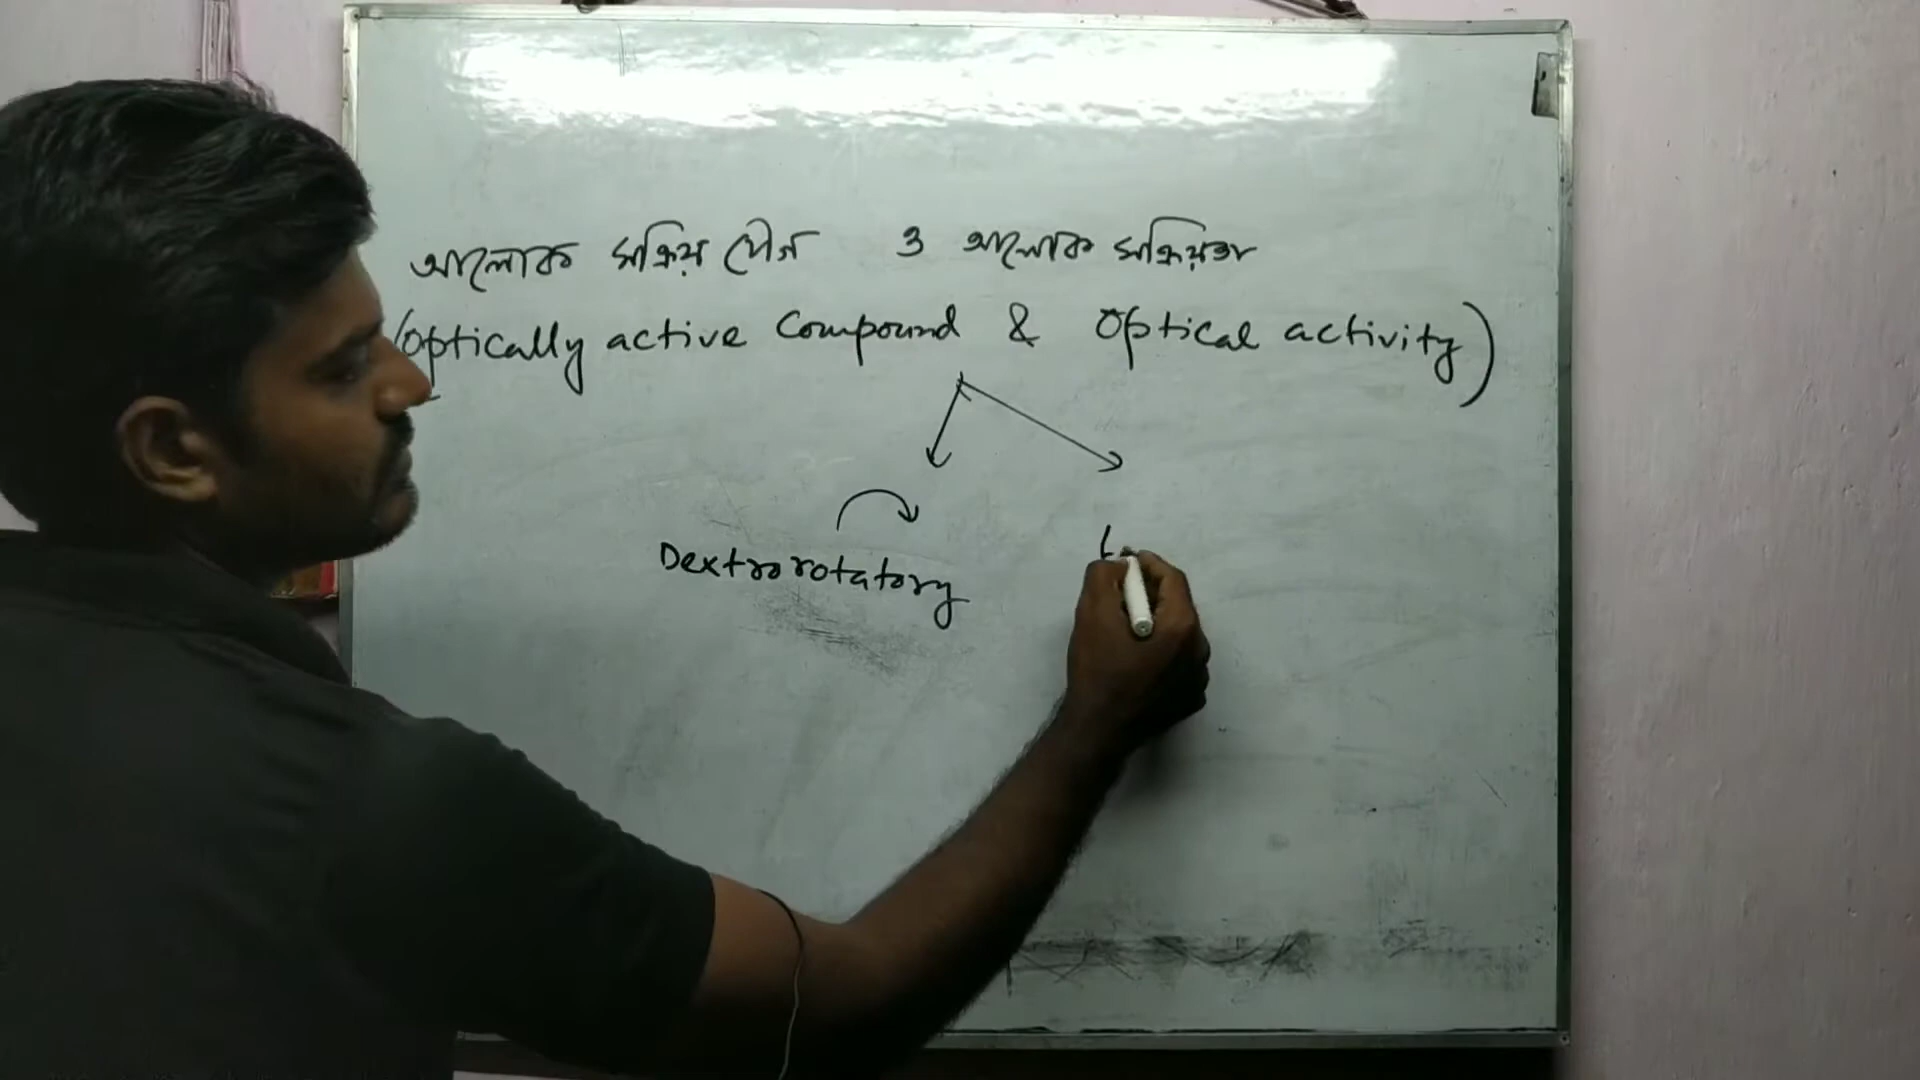 আলোক সক্রিয় যৌগ ও আলোক সক্রিয়তা
(optically active compound & optical activity)
Dextrorotatory